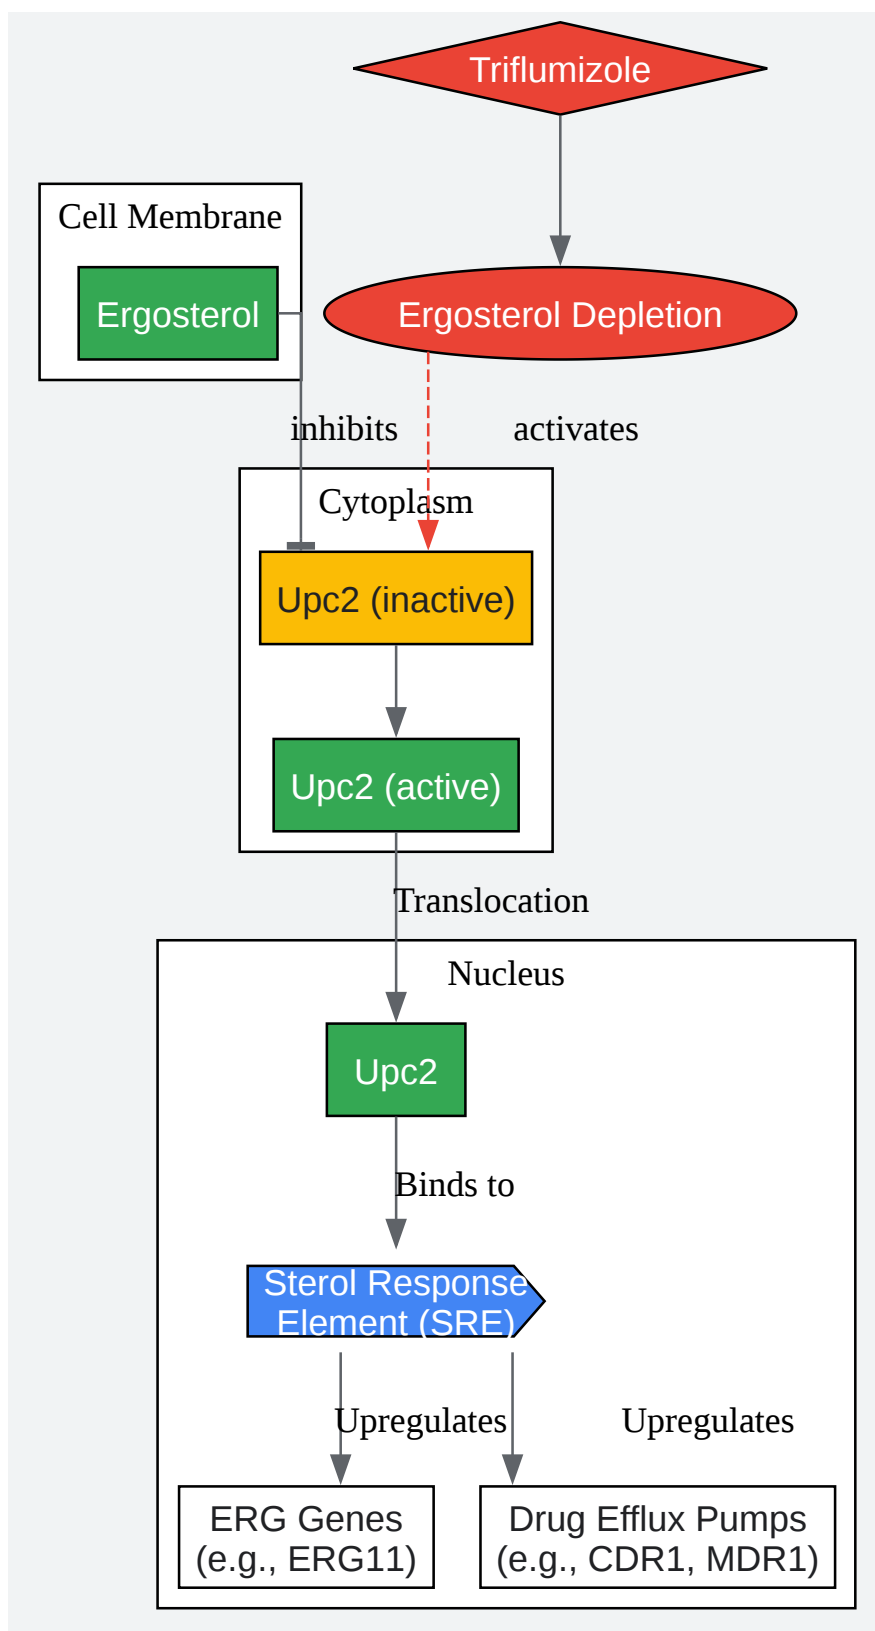 Triflumizole
Cell Membrane
Ergosterol
Ergosterol Depletion
inhibits
activates
Cytoplasm
Upc2 (inactive)
Upc2 (active)
Translocation
Nucleus
Upc2
Binds to
Sterol Response
Element (SRE)
Upregulates
Upregulates
ERG Genes
(e.g., ERG11)
Drug Efflux Pumps
(e.g., CDR1, MDR1)